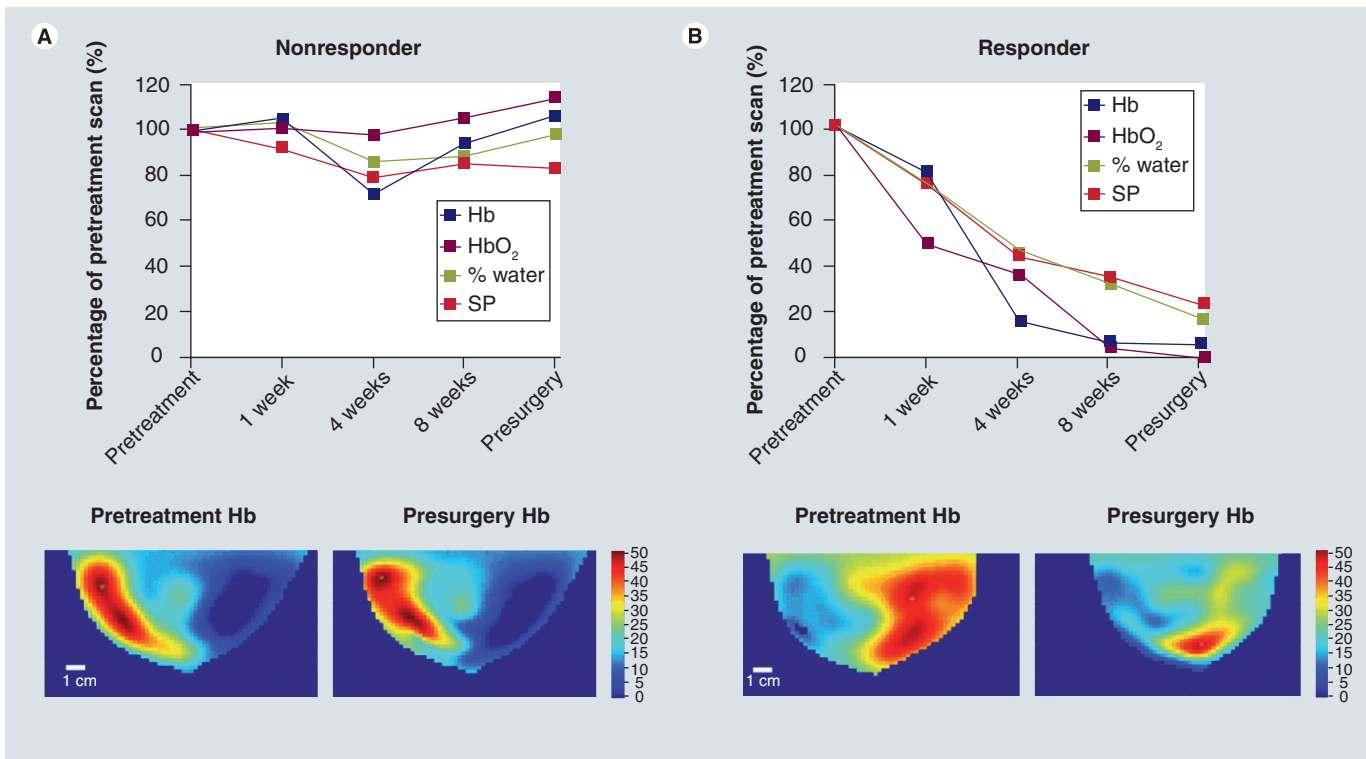 A
Nonresponder
Percentage of pretreatment scan (%)
120
100
80
60
40
20
0
Hb
HbO₂
% water
SP
Pretreatment
1 week
4 weeks
8 weeks
Presurgery
B
Responder
Percentage of pretreatment scan (%)
120
100
80
60
40
20
0
Hb
HbO₂
% water
SP
Pretreatment
1 week
4 weeks
8 weeks
Presurgery
Pretreatment Hb
Presurgery Hb
1 cm
50
45
40
35
30
25
20
15
10
5
0
Pretreatment Hb
Presurgery Hb
1 cm
50
45
40
35
30
25
20
15
10
5
0